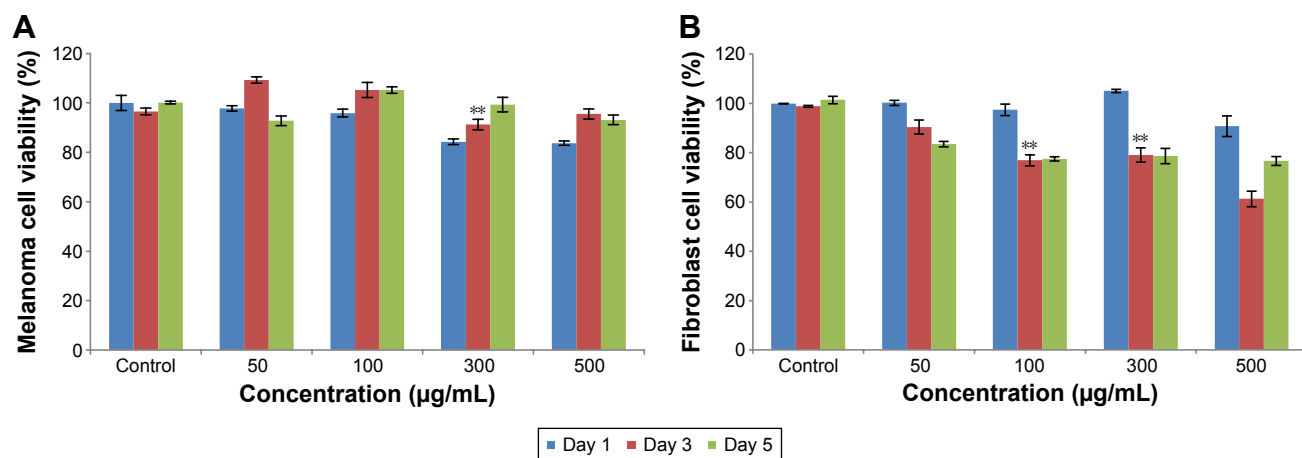 A
Melanoma cell viability (%)
120
100
80
60
40
20
0
**
Control 50 100 300 500
Concentration (µg/mL)
B
Fibroblast cell viability (%)
120
100
80
60
40
20
0
** **
Control 50 100 300 500
Concentration (µg/mL)
Day 1 Day 3 Day 5